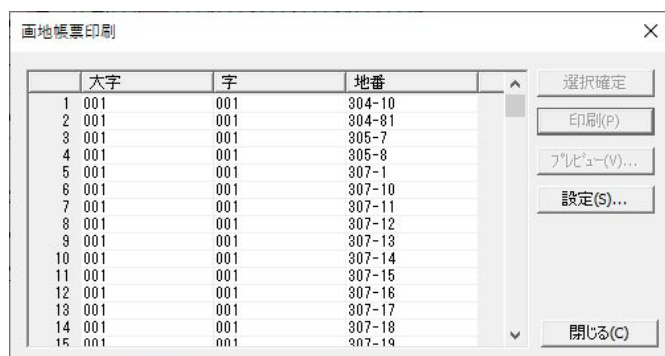 画地帳票印刷
大字 字 地番
1 001 001 304-10
2 001 001 304-81
3 001 001 305-7
4 001 001 305-8
5 001 001 307-1
6 001 001 307-10
7 001 001 307-11
8 001 001 307-12
9 001 001 307-13
10 001 001 307-14
11 001 001 307-15
12 001 001 307-16
13 001 001 307-17
14 001 001 307-18
15 001 001 307-19
選択確定
印刷(P)
ﾌﾟﾚﾋﾞｭｰ(V)...
設定(S)...
閉じる(C)